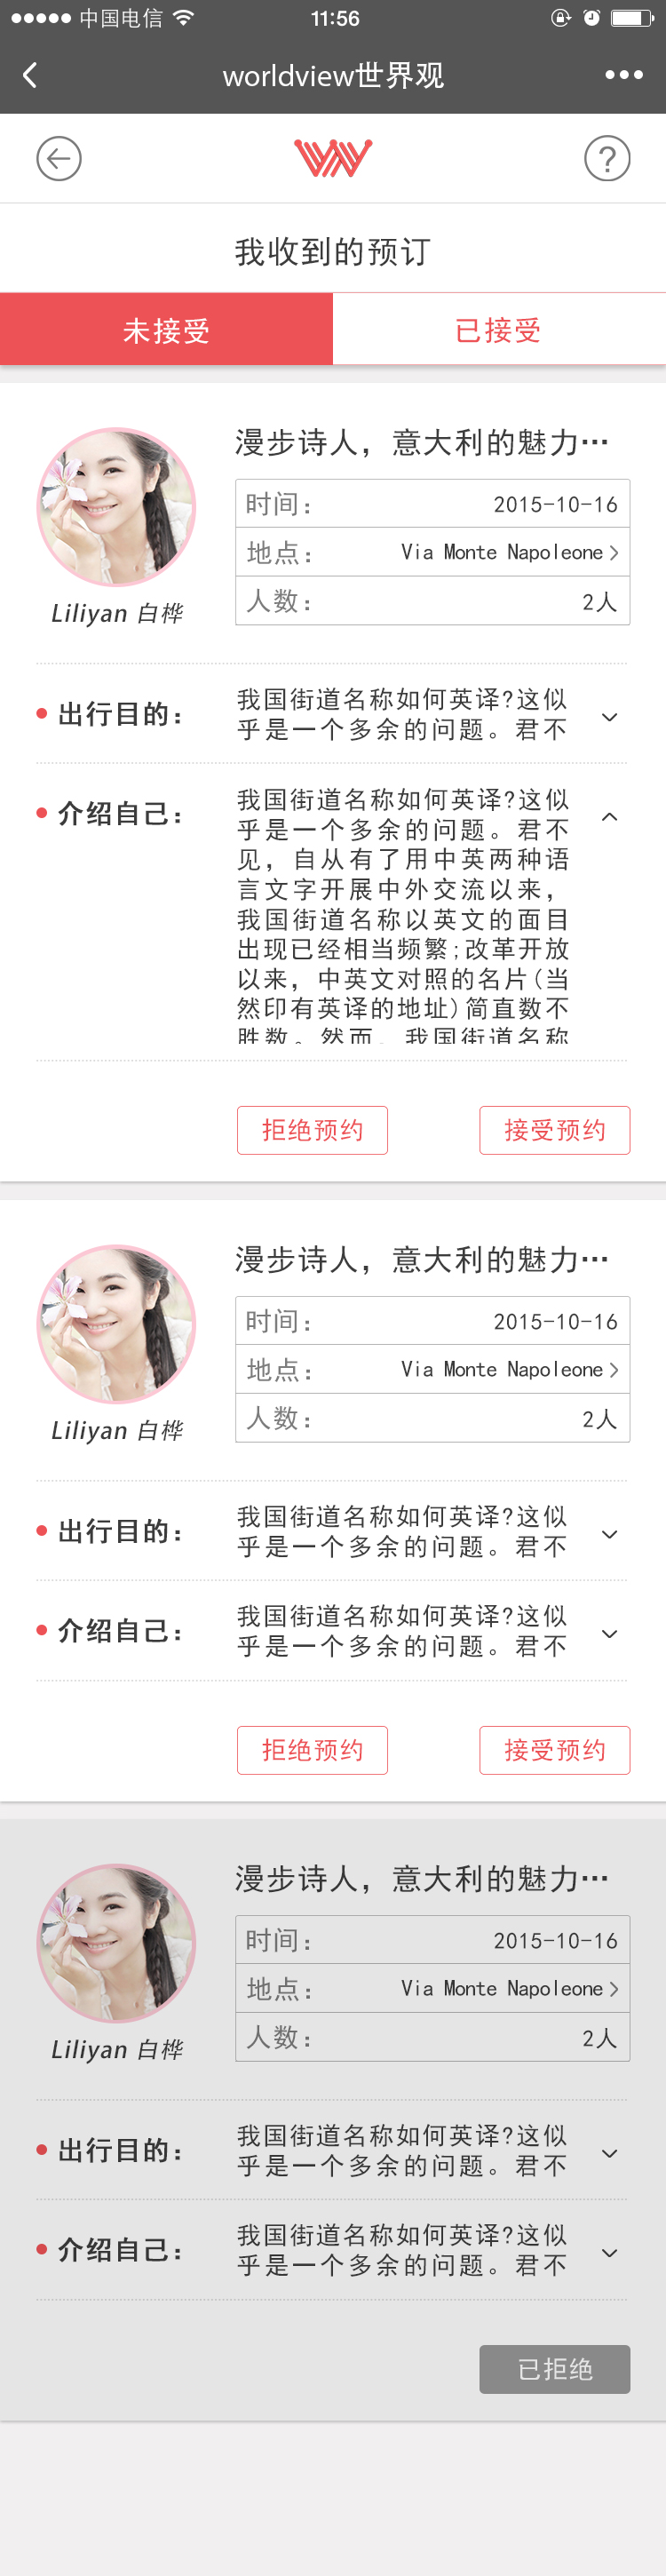 中国电信
11:56
worldview世界观
?
我收到的预订
未接受
已接受
漫步诗人，意大利的魅力…
时间：
2015-10-16
地点：
Via Monte Napoleone
人数：
2人
Liliyan 白桦
出行目的：
我国街道名称如何英译?这似
乎是一个多余的问题。君不
介绍自己：
我国街道名称如何英译?这似
乎是一个多余的问题。君不
见，自从有了用中英两种语
言文字开展中外交流以来，
我国街道名称以英文的面目
出现已经相当频繁;改革开放
以来，中英文对照的名片(当
然印有英译的地址)简直数不
胜数。然而，我国街道名称
拒绝预约
接受预约
漫步诗人，意大利的魅力…
时间：
2015-10-16
地点：
Via Monte Napoleone
人数：
2人
Liliyan 白桦
出行目的：
我国街道名称如何英译?这似
乎是一个多余的问题。君不
介绍自己：
我国街道名称如何英译?这似
乎是一个多余的问题。君不
拒绝预约
接受预约
漫步诗人，意大利的魅力…
时间：
2015-10-16
地点：
Via Monte Napoleone
人数：
2人
Liliyan 白桦
出行目的：
我国街道名称如何英译?这似
乎是一个多余的问题。君不
介绍自己：
我国街道名称如何英译?这似
乎是一个多余的问题。君不
已拒绝